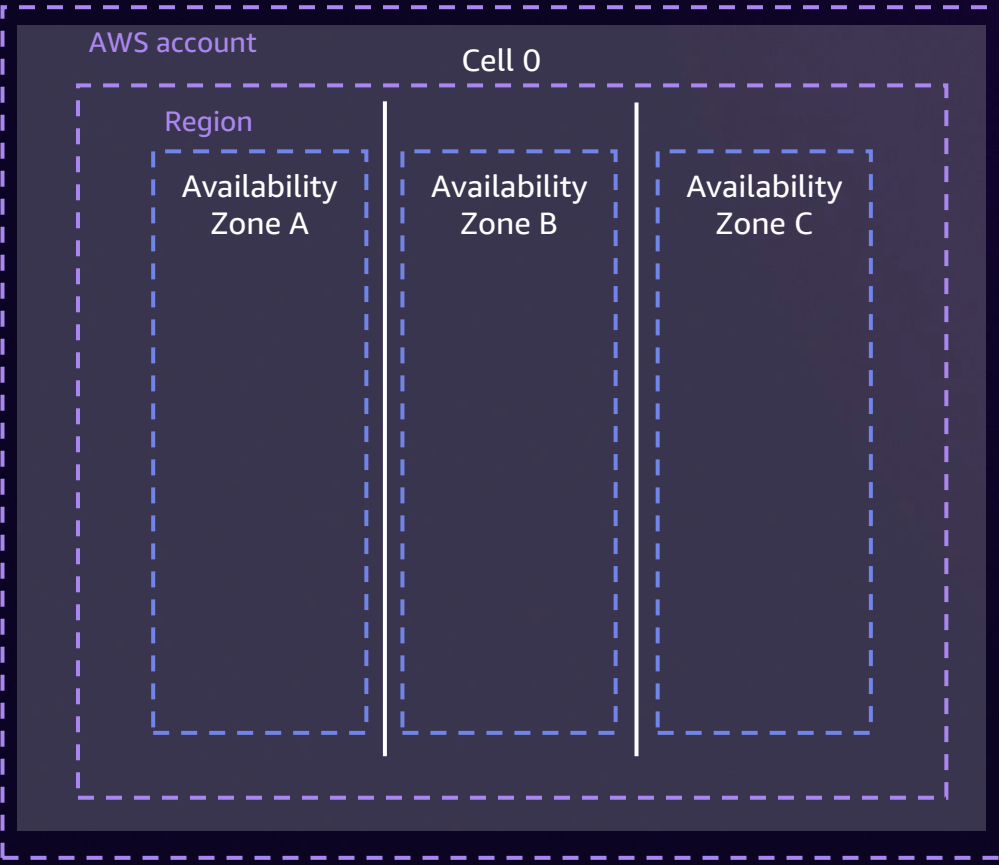 AWS account
Cell 0
Region
Availability
Zone A
Availability
Zone B
Availability
Zone C